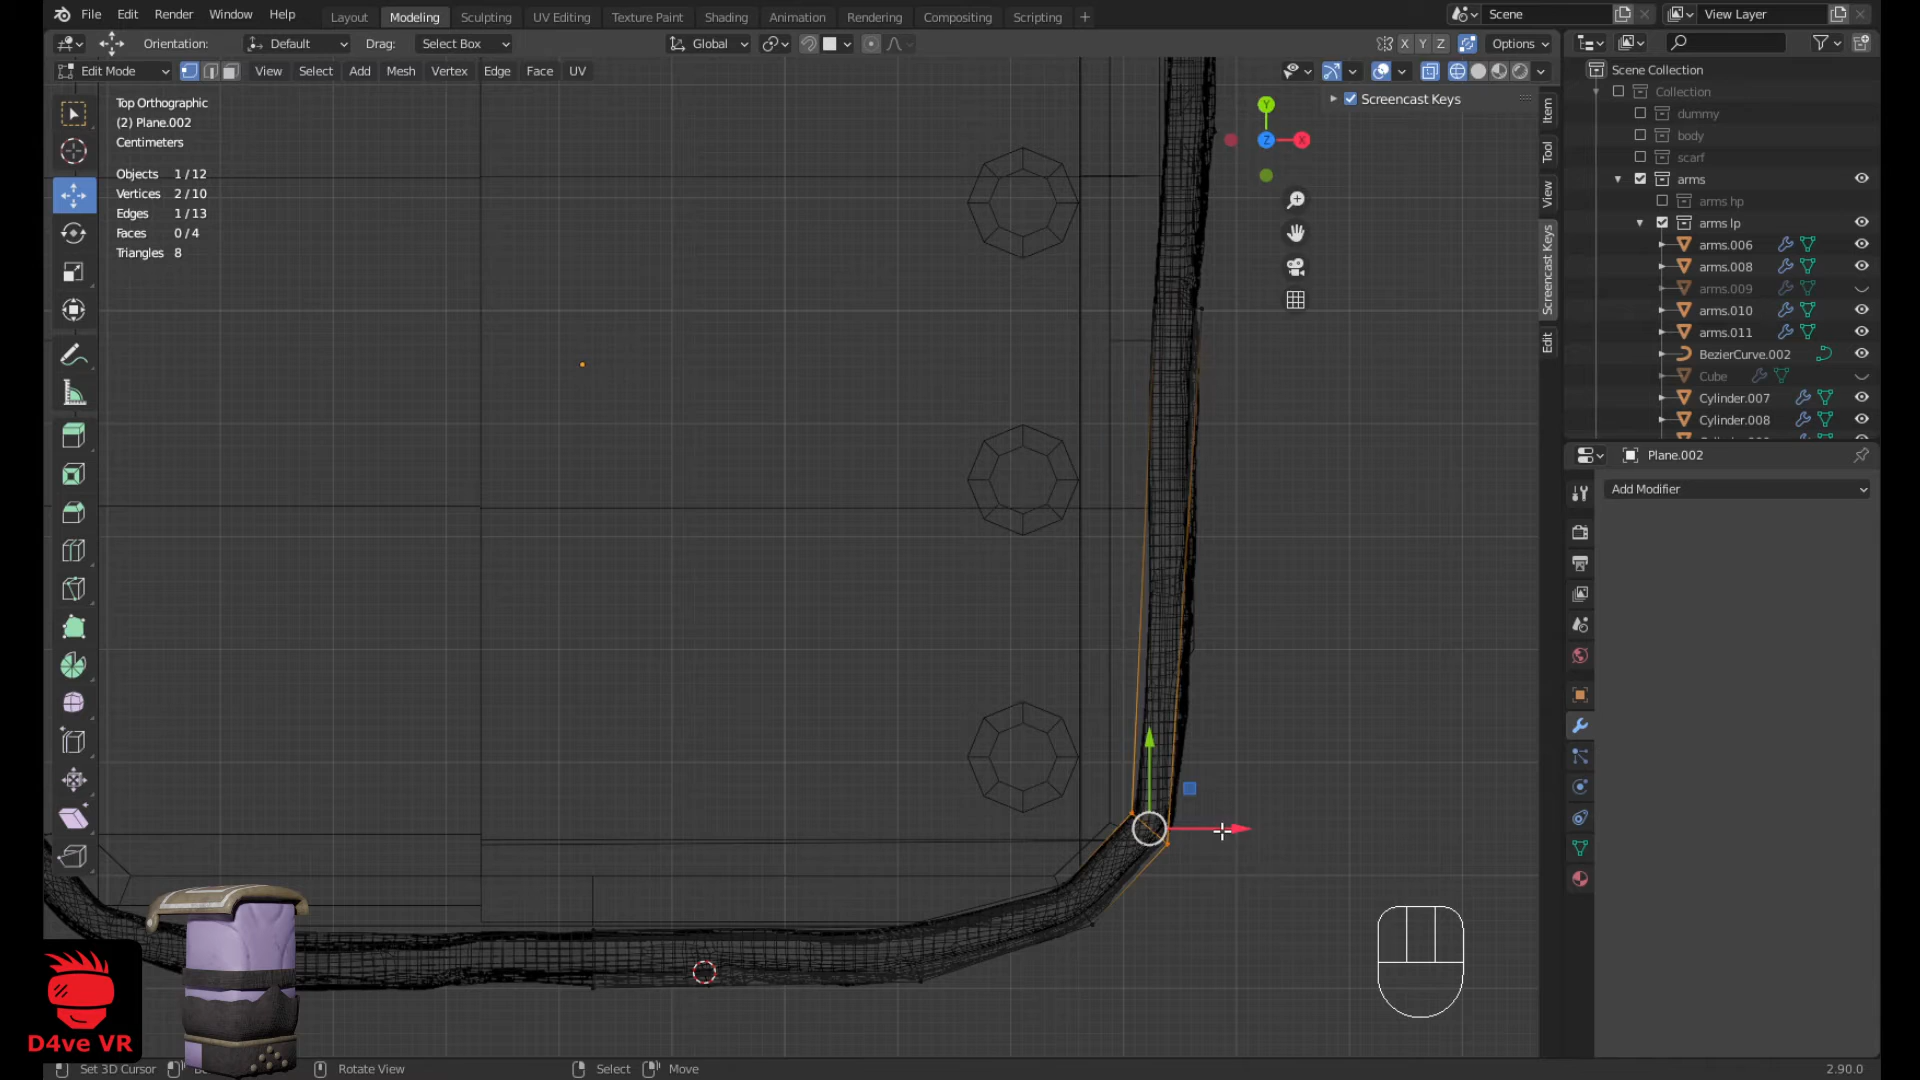 File Edit Render Window Help Layout Modeling Sculpting UV Editing Texture Paint Shading Animation Rendering Compositing Scripting + Scene View Layer
Orientation: Default Drag: Select Box Global X Y Z Options
Edit Mode View Select Add Mesh Vertex Edge Face UV
Top Orthographic
(2) Plane.002
Centimeters
Objects 1 / 12
Vertices 2 / 10
Edges 1 / 13
Faces 0 / 4
Triangles 8
Screencast Keys
Y
Z
X
Item
Tool
View
Screencast Keys
Edit
Scene Collection
Collection
dummy
body
scarf
arms
arms hp
arms lp
arms.006
arms.008
arms.009
arms.010
arms.011
BezierCurve.002
Cube
Cylinder.007
Cylinder.008
Plane.002
Add Modifier
D4ve VR
Set 3D Cursor Rotate View Select Move 2.90.0